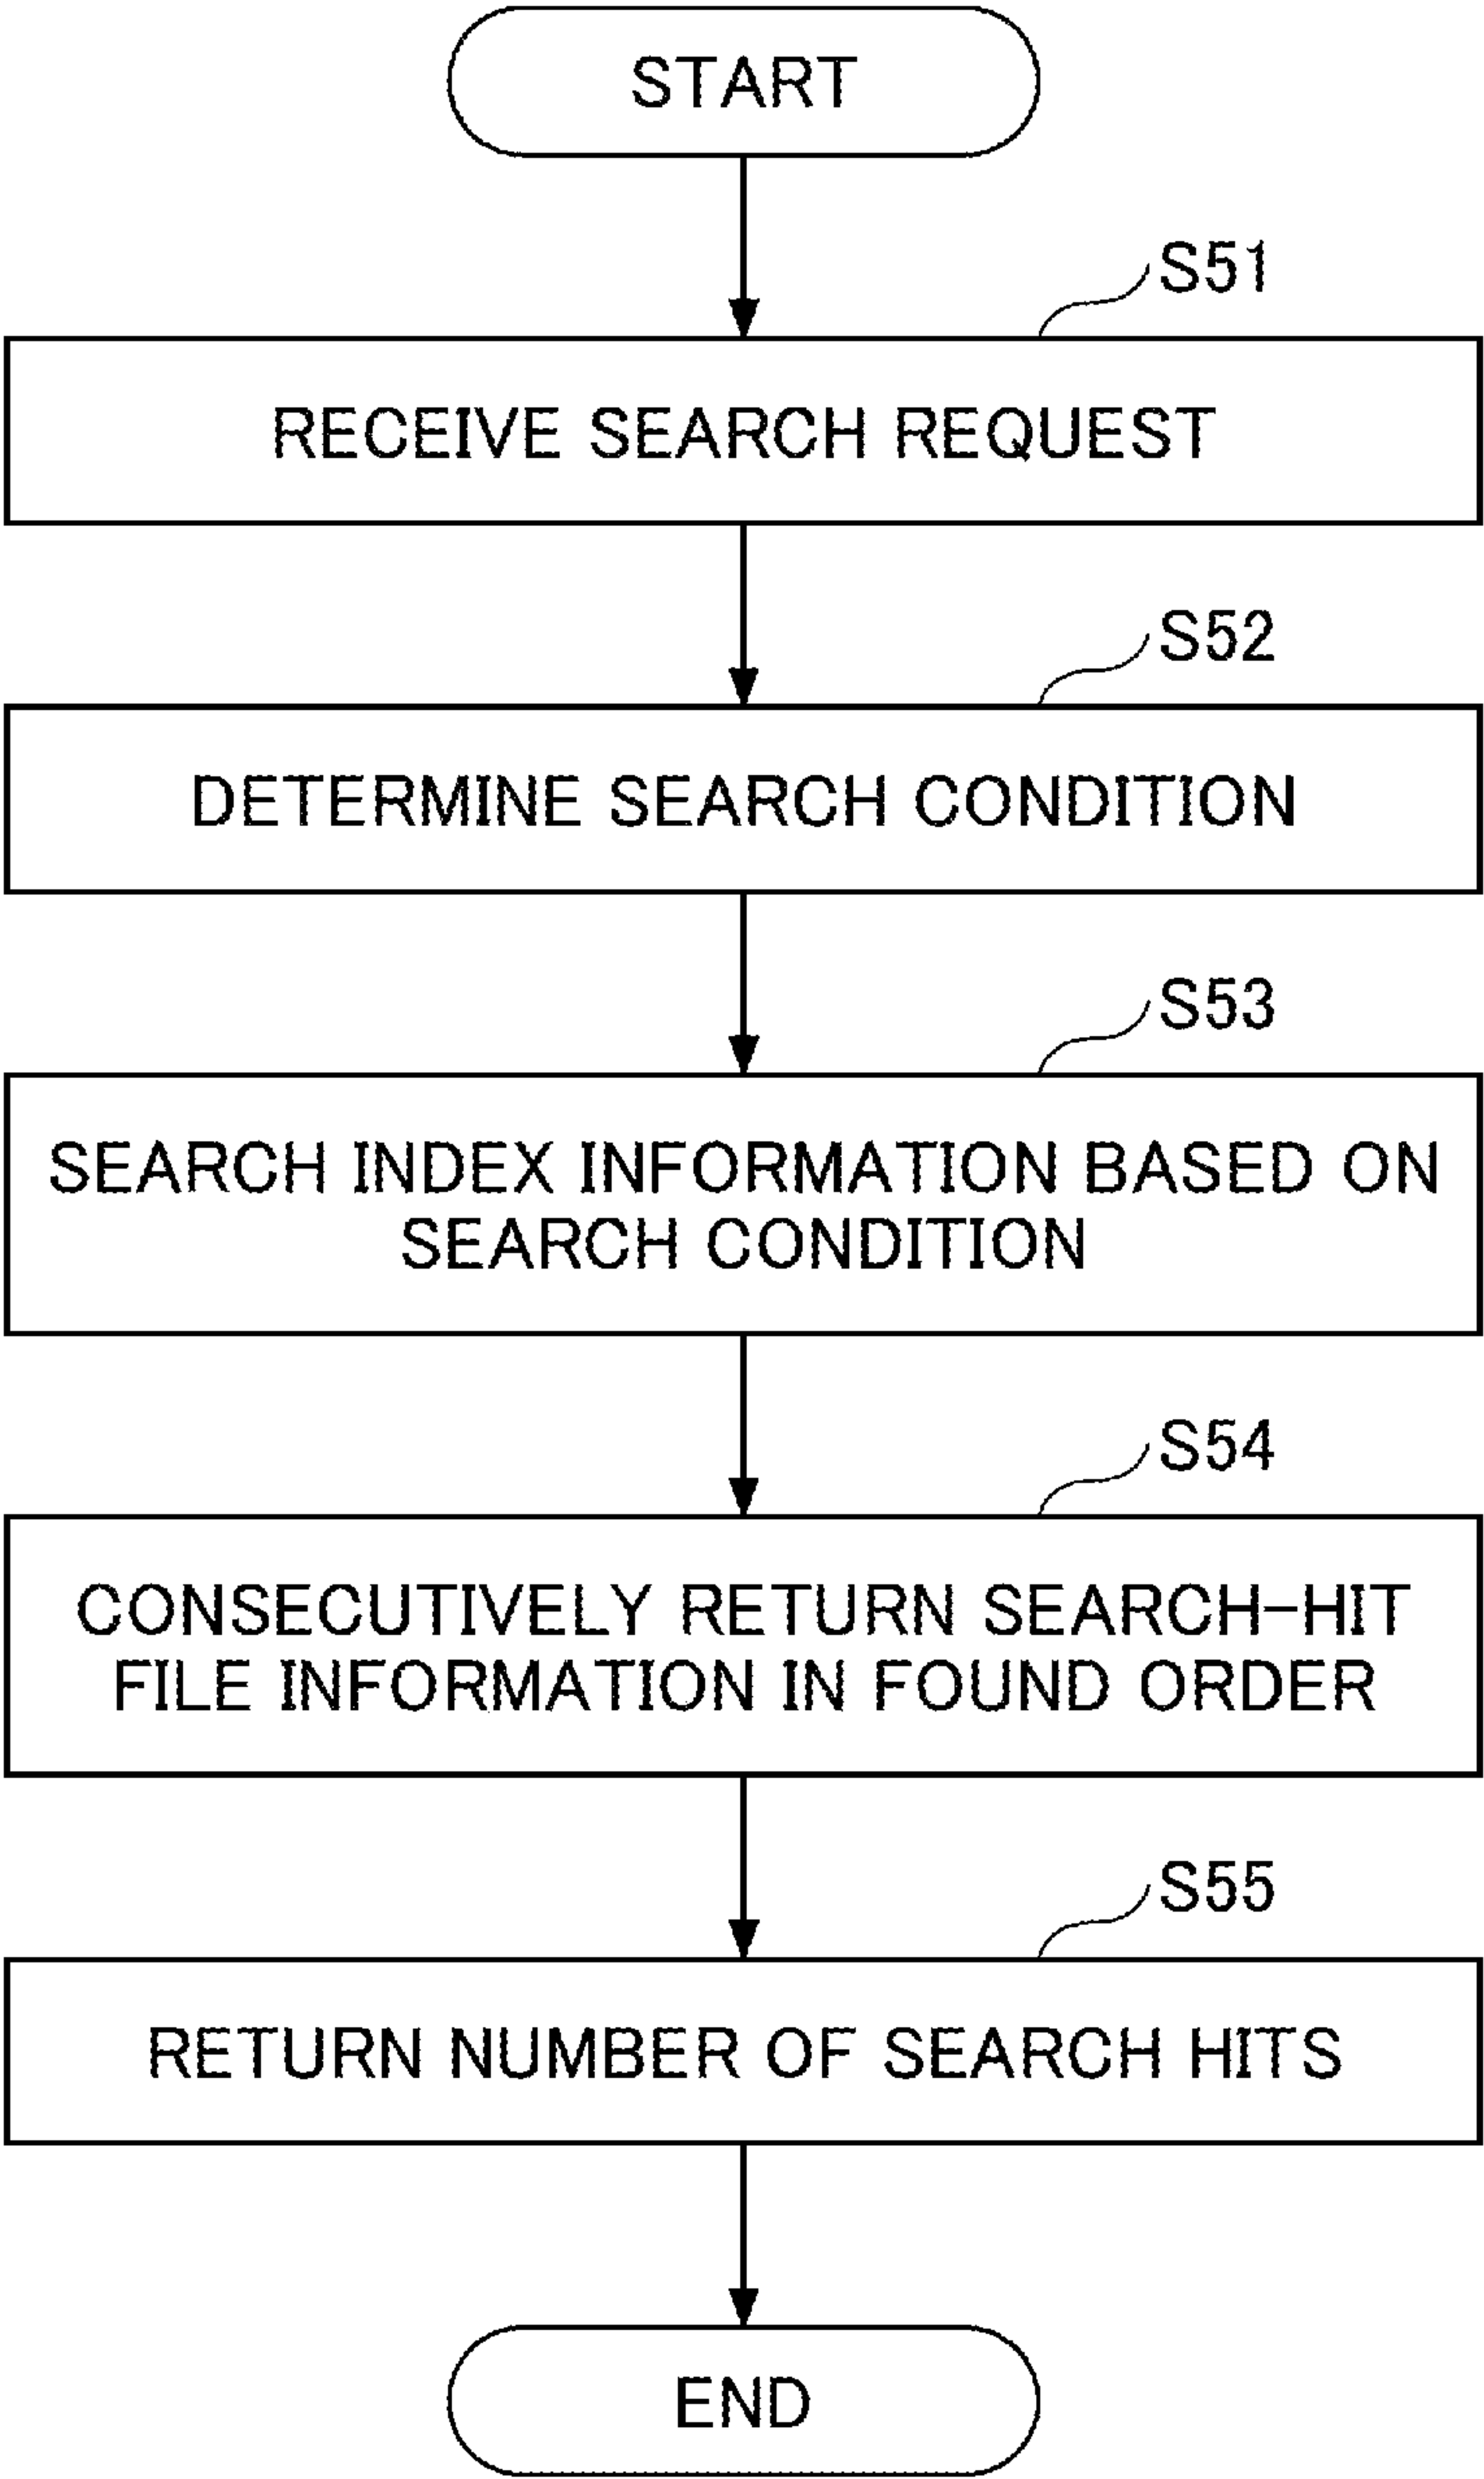 START
S51
RECEIVE SEARCH REQUEST
S52
DETERMINE SEARCH CONDITION
S53
SEARCH INDEX INFORMATION BASED ON
SEARCH CONDITION
S54
CONSECUTIVELY RETURN SEARCH-HIT
FILE INFORMATION IN FOUND ORDER
S55
RETURN NUMBER OF SEARCH HITS
END